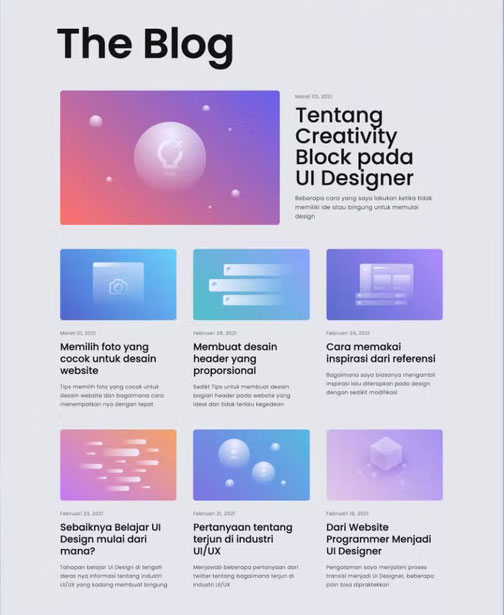 The Blog
Maret 05, 2021
Tentang
Creativity
Block pada
UI Designer
Beberapa cara yang saya lakukan ketika tidak
memiliki ide atau bingung untuk memulai
design
Maret 01, 2021
Memilih foto yang
cocok untuk desain
website
Tips memilih foto yang cocok untuk
desain website dan bagaimana cara
menempatkan nya dengan tepat
Februari 28, 2021
Membuat desain
header yang
proporsional
Sedikt Tips untuk membuat desain
bagian header pada website yang
ideal dan tidak terlalu kegedean
Februari 24, 2021
Cara memakai
inspirasi dari referensi
Bagaimana saya biasanya mengambil
inspirasi lalu diterapkan pada design
dengan sedikit modifikasi
Februari 23, 2021
Sebaiknya Belajar UI
Design mulai dari
mana?
Tahapan belajar UI Design di tengah
deras nya informasi tentang industri
UI/UX yang kadang membuat bingung
Februari 21, 2021
Pertanyaan tentang
terjun di industri
UI/UX
Menjawab beberapa pertanyaan dari
twitter tentang bagaimana terjun di
industri UI/UX
Februari 16, 2021
Dari Website
Programmer Menjadi
UI Designer
Pengalaman saya menjalani proses
transisi menjadi UI Designer, beberapa
pain bisa dipraktekkan